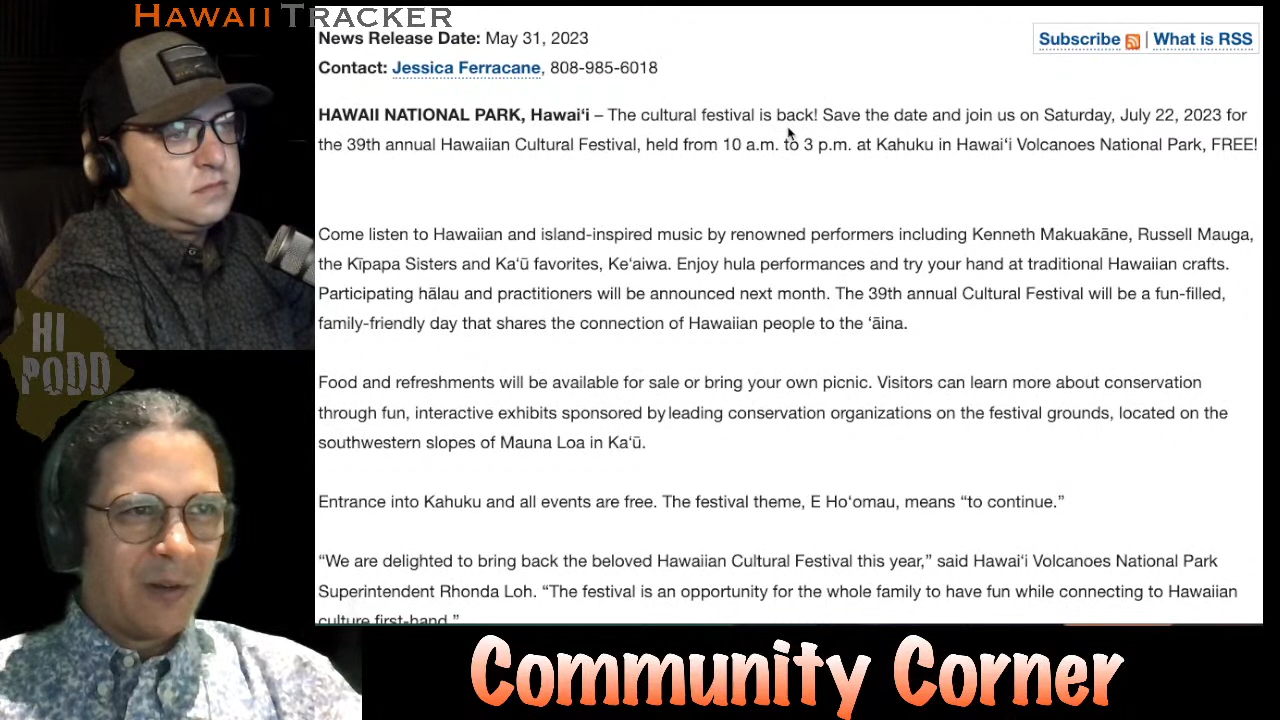 HAWAII TRACKER
News Release Date: May 31, 2023
Subscribe | What is RSS
Contact: Jessica Ferracane, 808-985-6018
HAWAII NATIONAL PARK, Hawaiʻi – The cultural festival is back! Save the date and join us on Saturday, July 22, 2023 for
the 39th annual Hawaiian Cultural Festival, held from 10 a.m. to 3 p.m. at Kahuku in Hawaiʻi Volcanoes National Park, FREE!
Come listen to Hawaiian and island-inspired music by renowned performers including Kenneth Makuakāne, Russell Mauga,
the Kīpapa Sisters and Kaʻū favorites, Keʻaiwa. Enjoy hula performances and try your hand at traditional Hawaiian crafts.
Participating hālau and practitioners will be announced next month. The 39th annual Cultural Festival will be a fun-filled,
family-friendly day that shares the connection of Hawaiian people to the ʻāina.
Food and refreshments will be available for sale or bring your own picnic. Visitors can learn more about conservation
through fun, interactive exhibits sponsored by leading conservation organizations on the festival grounds, located on the
southwestern slopes of Mauna Loa in Kaʻū.
Entrance into Kahuku and all events are free. The festival theme, E Hoʻomau, means “to continue.”
“We are delighted to bring back the beloved Hawaiian Cultural Festival this year,” said Hawaiʻi Volcanoes National Park
Superintendent Rhonda Loh. “The festival is an opportunity for the whole family to have fun while connecting to Hawaiian
culture first-hand.”
HI
PODD
Community Corner